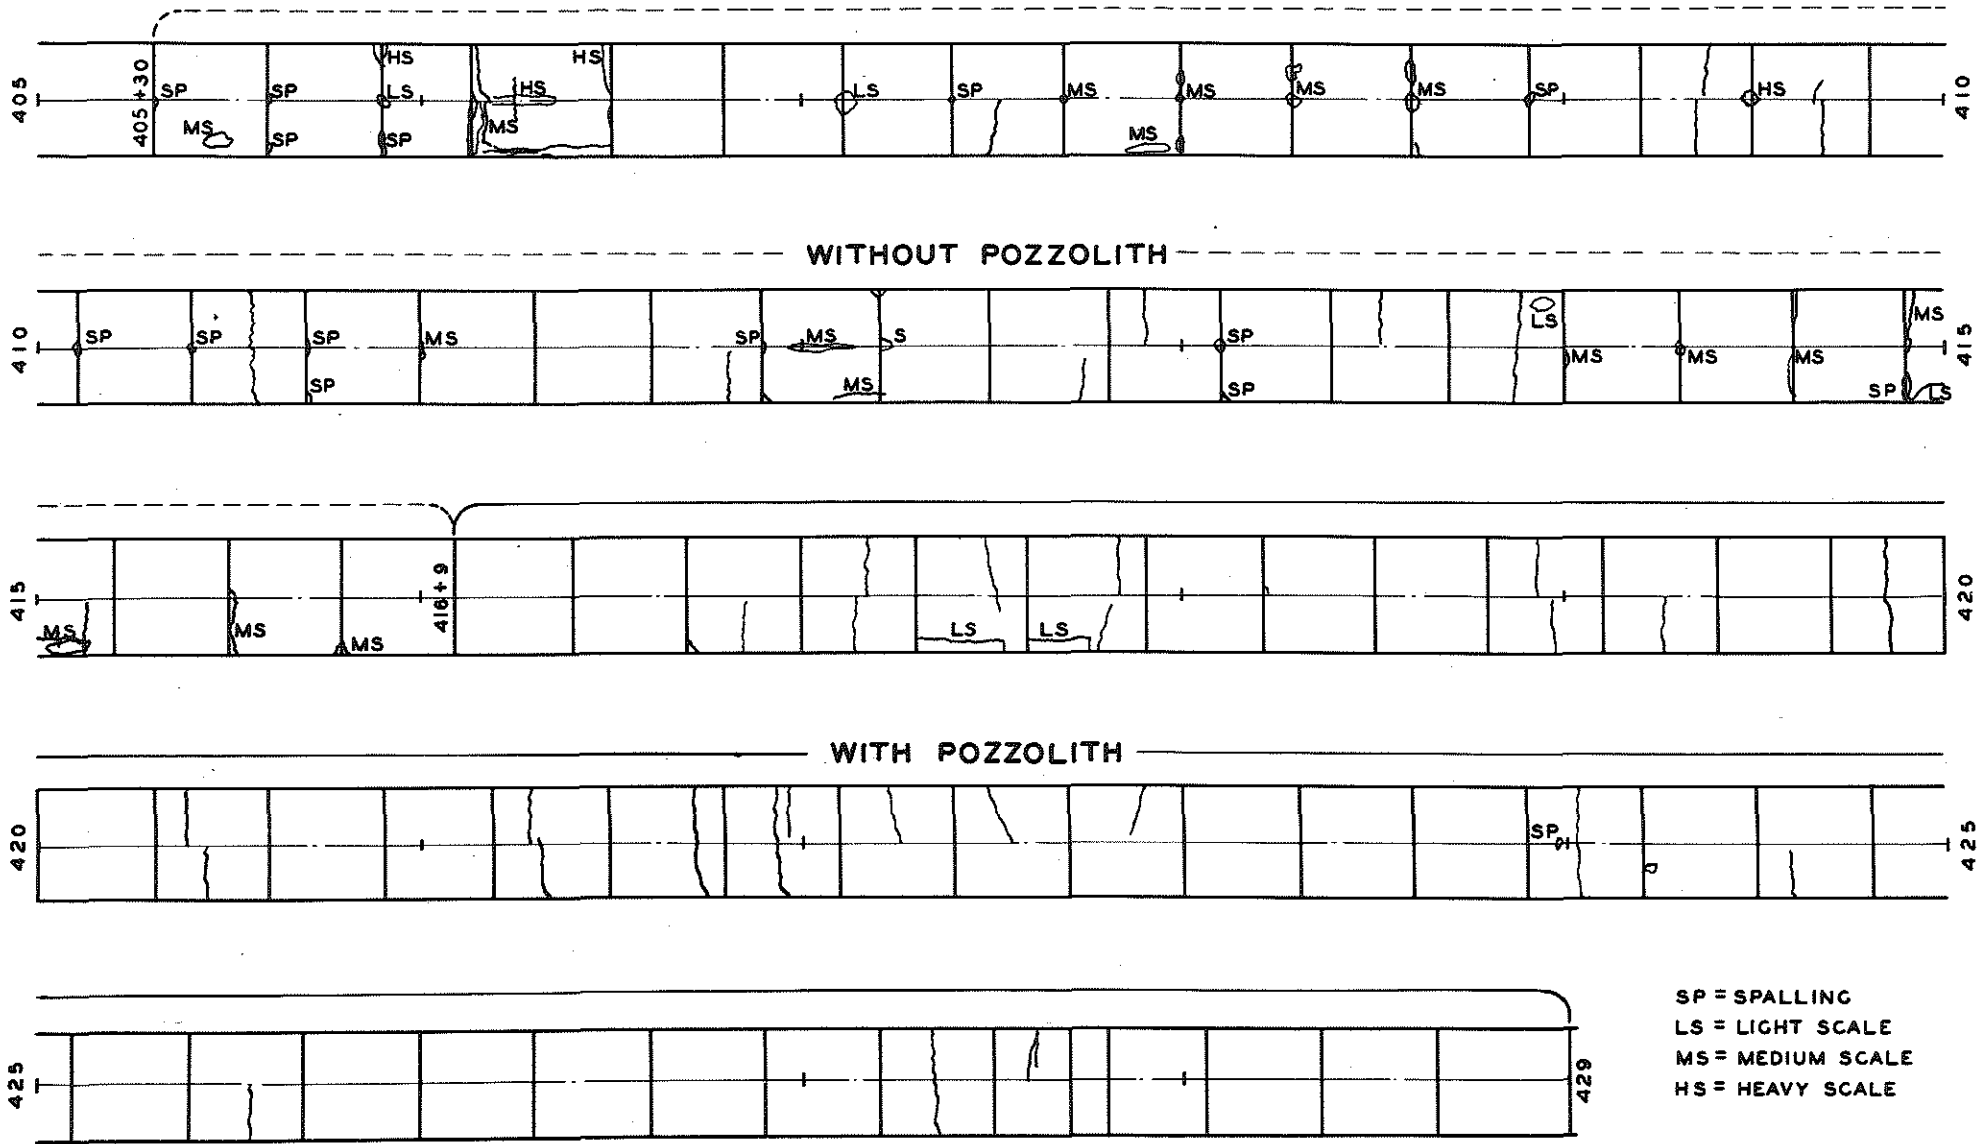 405
405+30
SP
MS
SP
SP
HS
LS
SP
HS
MS
HS
LS
SP
MS
MS
MS
MS
MS
SP
HS
410
WITHOUT POZZOLITH
410
SP
SP
SP
SP
MS
SP
MS
MS
S
SP
SP
LS
MS
MS
MS
MS
SP
LS
415
415
MS
MS
MS
416+9
LS
LS
420
WITH POZZOLITH
420
SP
425
425
429
SP = SPALLING
LS = LIGHT SCALE
MS = MEDIUM SCALE
HS = HEAVY SCALE